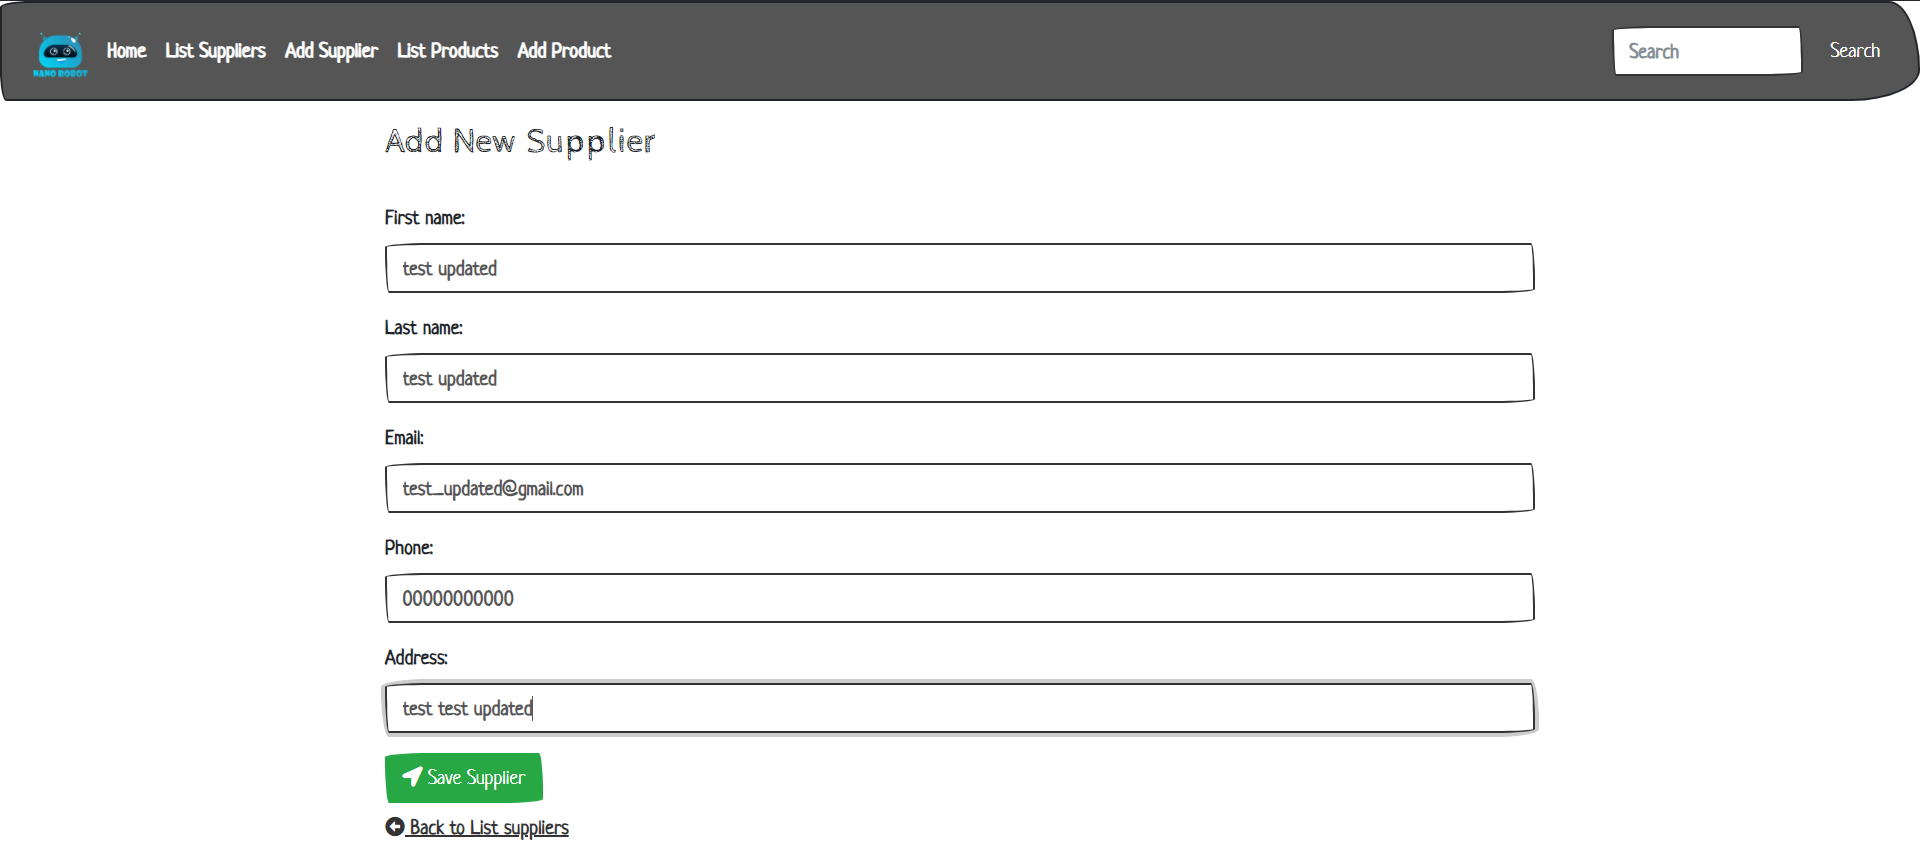 NANO ROBOT
Home List Suppliers Add Supplier List Products Add Product Search Search
Add New Supplier
First name:
test updated
Last name:
test updated
Email:
test_updated@gmail.com
Phone:
00000000000
Address:
test test updated
Save Supplier
Back to List suppliers